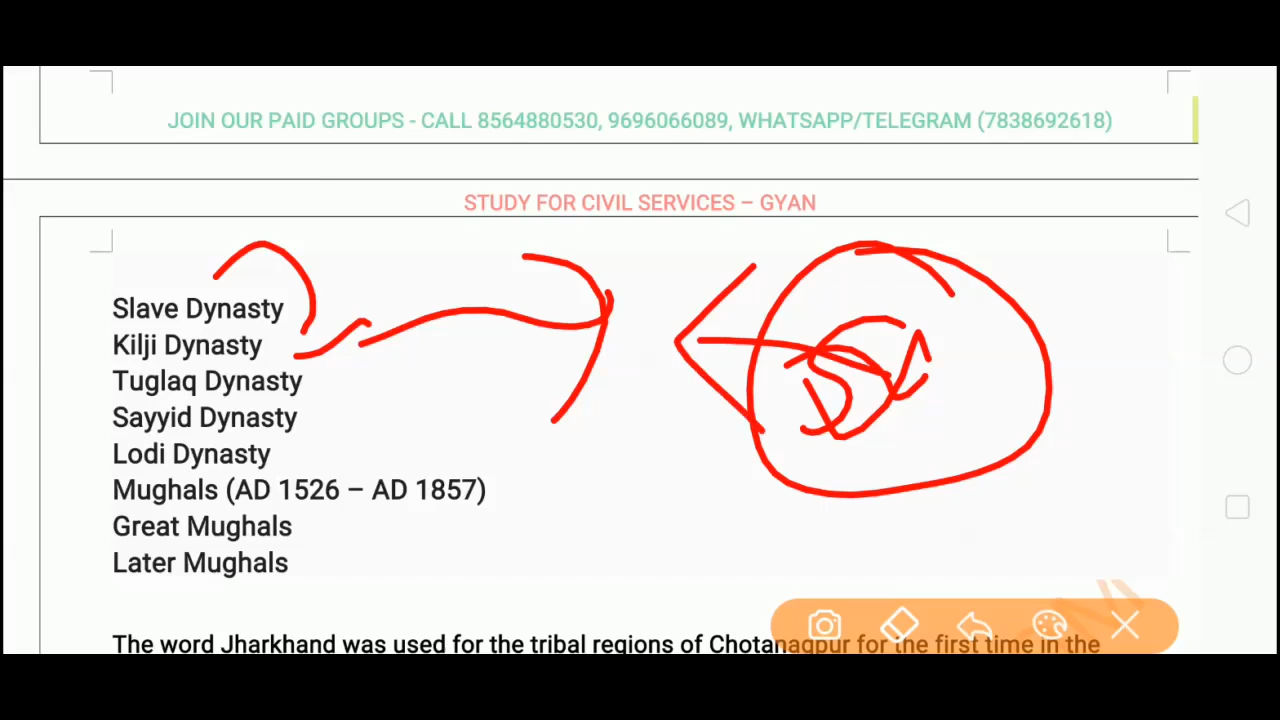 JOIN OUR PAID GROUPS - CALL 8564880530, 9696066089, WHATSAPP/TELEGRAM (7838692618)
STUDY FOR CIVIL SERVICES – GYAN
Slave Dynasty
Kilji Dynasty
Tuglaq Dynasty
Sayyid Dynasty
Lodi Dynasty
Mughals (AD 1526 – AD 1857)
Great Mughals
Later Mughals
The word Jharkhand was used for the tribal regions of Chotanagpur for the first time in the